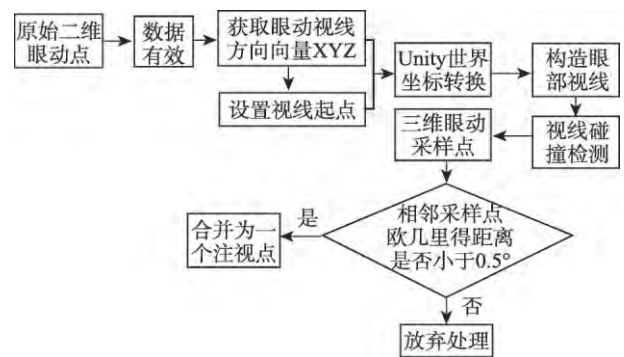 原始二维
眼动点
数据
有效
获取眼动视线
方向向量XYZ
设置视线起点
Unity世界
坐标转换
构造眼
部视线
视线碰
撞检测
三维眼动
采样点
相邻采样点
欧几里得距离
是否小于0.5°
是
合并为一
个注视点
否
放弃处理